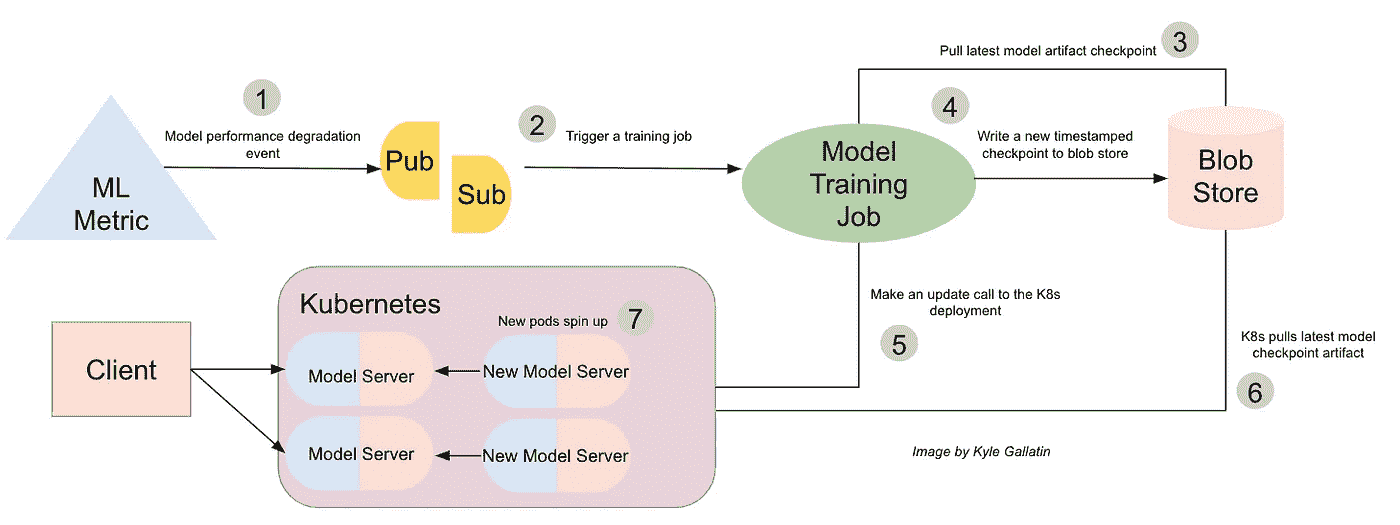 3
Pull latest model artifact checkpoint
1
Model performance degradation
event
2
Trigger a training job
4
Write a new timestamped
checkpoint to blob store
ML
Metric
Pub
Sub
Model
Training
Job
Blob
Store
Kubernetes
New pods spin up
7
Make an update call to the K8s
deployment
5
K8s pulls latest model
checkpoint artifact
6
Client
Model Server
New Model Server
Model Server
New Model Server
Image by Kyle Gallatin